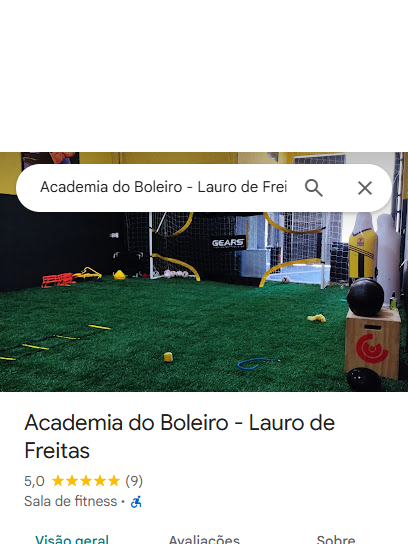 Academia do Boleiro - Lauro de Frei
GEARS
Academia do Boleiro - Lauro de
Freitas
5,0 ★★★★★ (9)
Sala de fitness ·
Visão geral Avaliações Sobre